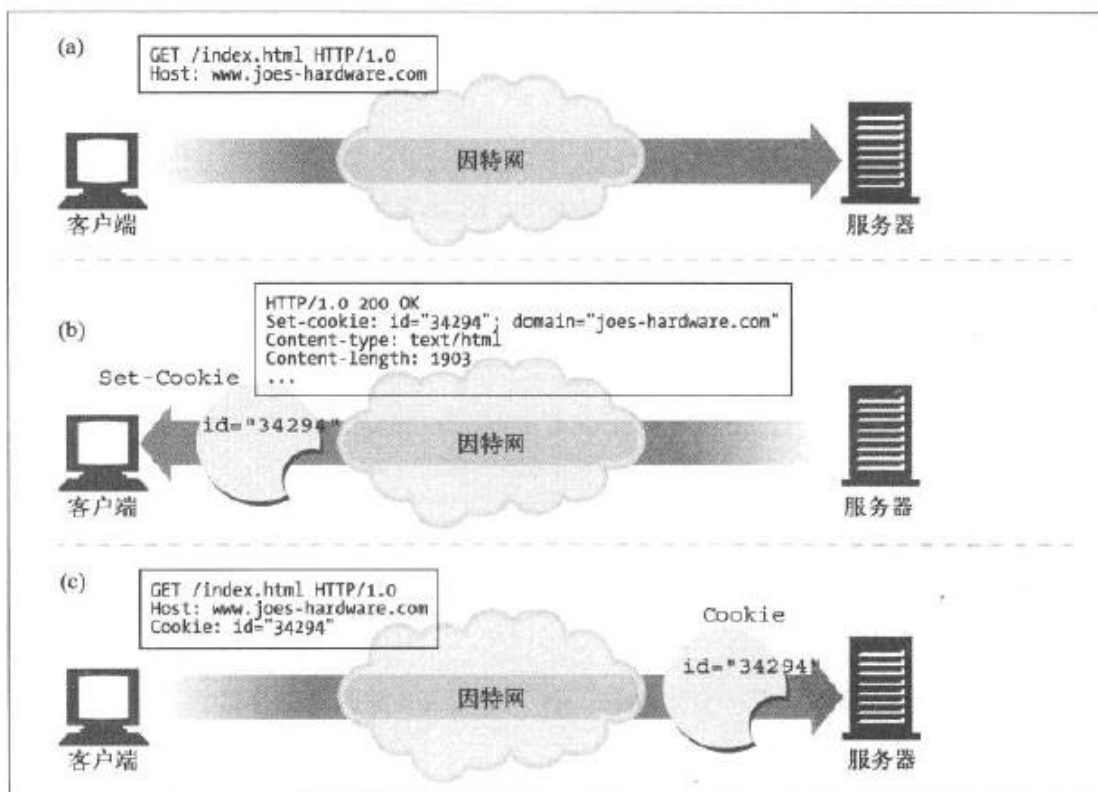 (a)
GET /index.html HTTP/1.0
Host: www.joes-hardware.com
因特网
客户端
服务器
(b)
HTTP/1.0 200 OK
Set-cookie: id="34294"; domain="joes-hardware.com"
Content-type: text/html
Content-length: 1903
...
Set-Cookie
id="34294"
因特网
客户端
服务器
(c)
GET /index.html HTTP/1.0
Host: www.joes-hardware.com
Cookie: id="34294"
Cookie
id="34294"
因特网
客户端
服务器